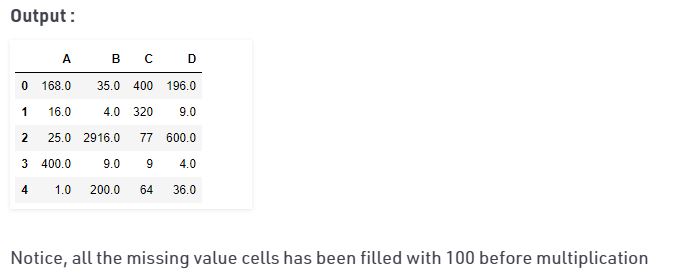 Output :
A B C D
0 168.0 35.0 400 196.0
1 16.0 4.0 320 9.0
2 25.0 2916.0 77 600.0
3 400.0 9.0 9 4.0
4 1.0 200.0 64 36.0
Notice, all the missing value cells has been filled with 100 before multiplication